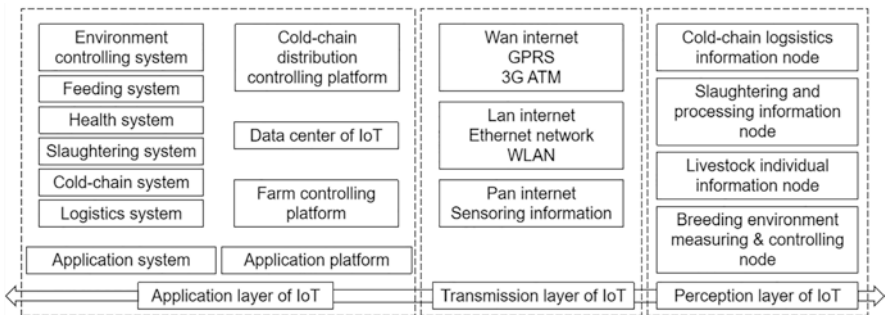 Environment
controlling system
Feeding system
Health system
Slaughtering system
Cold-chain system
Logistics system
Application system
Cold-chain
distribution
controlling platform
Data center of IoT
Farm controlling
platform
Application platform
Application layer of IoT
Wan internet
GPRS
3G ATM
Lan internet
Ethernet network
WLAN
Pan internet
Sensoring information
Transmission layer of IoT
Cold-chain logsistics
information node
Slaughtering and
processing information
node
Livestock individual
information node
Breeding environment
measuring & controlling
node
Perception layer of IoT